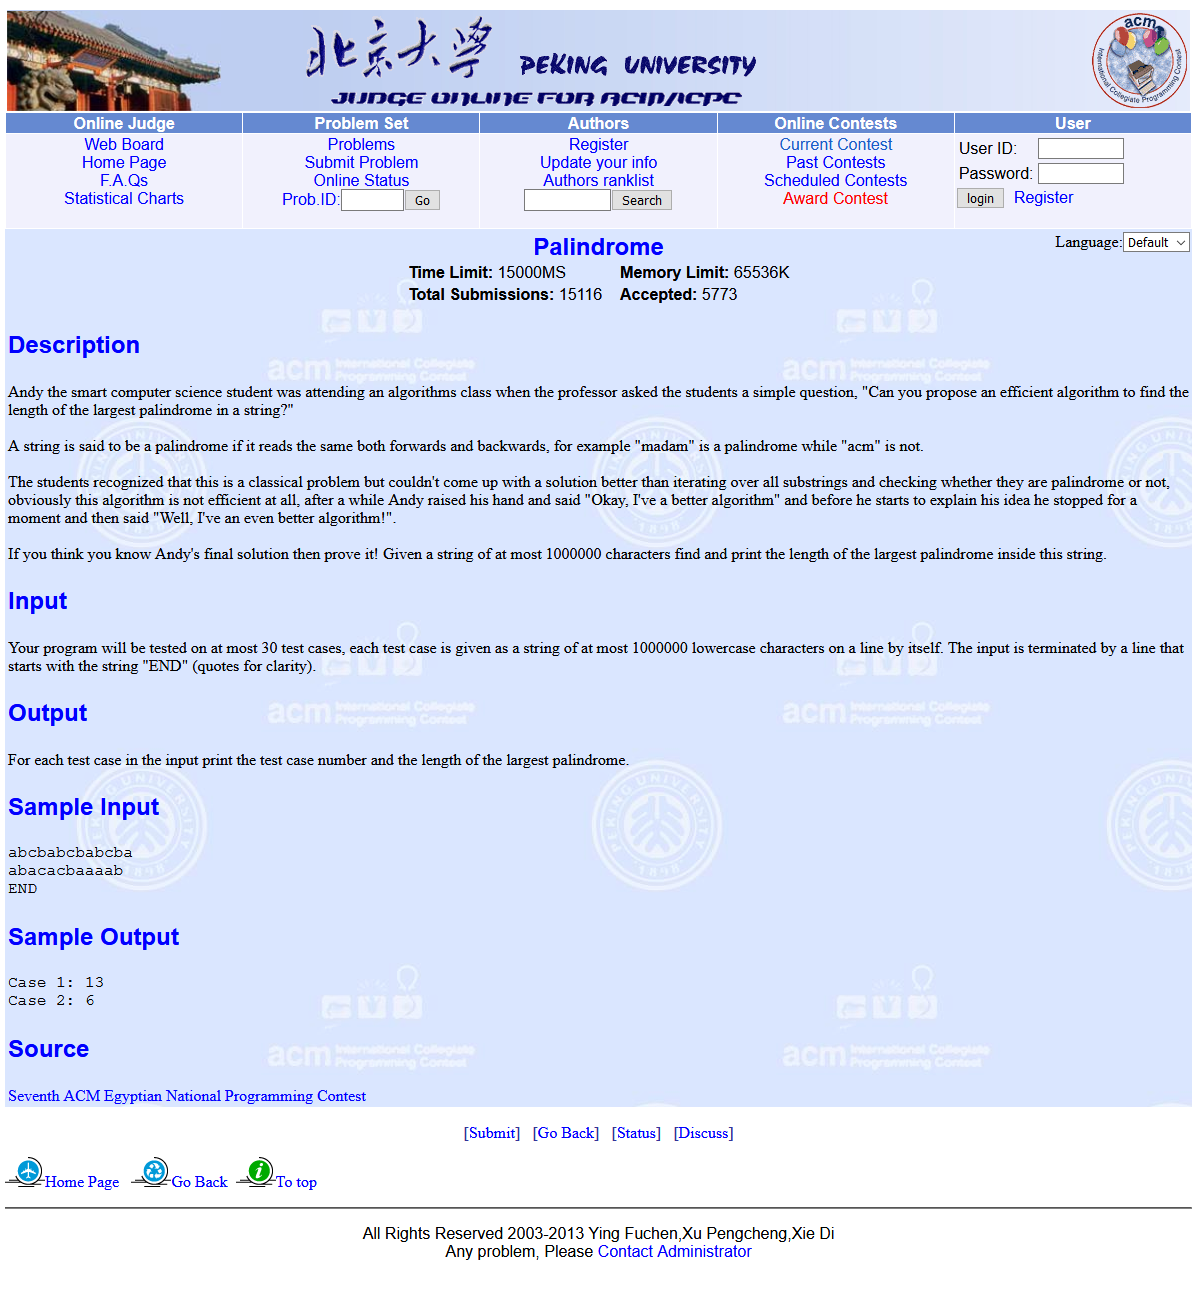 北京大学 PEKING UNIVERSITY
JUDGE ONLINE FOR ACM/ICPC
acm
International Collegiate Programming Contest
Online Judge Problem Set Authors Online Contests User
Web Board Problems Register Current Contest User ID:
Home Page Submit Problem Update your info Past Contests
F.A.Qs Online Status Authors ranklist Scheduled Contests Password:
Statistical Charts Prob.ID: Go Search Award Contest login Register
Palindrome Language: Default
Time Limit: 15000MS Memory Limit: 65536K
Total Submissions: 15116 Accepted: 5773
Description
Andy the smart computer science student was attending an algorithms class when the professor asked the students a simple question, "Can you propose an efficient algorithm to find the
length of the largest palindrome in a string?"
A string is said to be a palindrome if it reads the same both forwards and backwards, for example "madam" is a palindrome while "acm" is not.
The students recognized that this is a classical problem but couldn't come up with a solution better than iterating over all substrings and checking whether they are palindrome or not,
obviously this algorithm is not efficient at all, after a while Andy raised his hand and said "Okay, I've a better algorithm" and before he starts to explain his idea he stopped for a
moment and then said "Well, I've an even better algorithm!".
If you think you know Andy's final solution then prove it! Given a string of at most 1000000 characters find and print the length of the largest palindrome inside this string.
Input
Your program will be tested on at most 30 test cases, each test case is given as a string of at most 1000000 lowercase characters on a line by itself. The input is terminated by a line that
starts with the string "END" (quotes for clarity).
Output
For each test case in the input print the test case number and the length of the largest palindrome.
Sample Input
abcbabcbabcba
abacacbaaaab
END
Sample Output
Case 1: 13
Case 2: 6
Source
Seventh ACM Egyptian National Programming Contest
[Submit] [Go Back] [Status] [Discuss]
Home Page Go Back To top
All Rights Reserved 2003-2013 Ying Fuchen,Xu Pengcheng,Xie Di
Any problem, Please Contact Administrator